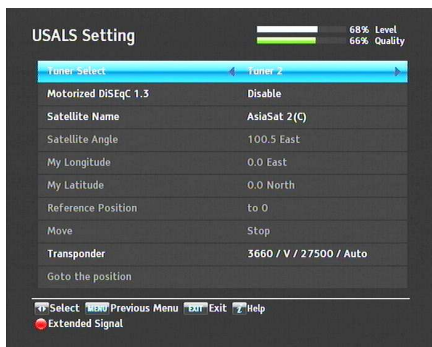 USALS Setting
68% Level
66% Quality
Tuner Select Tuner 2
Motorized DiSEqC 1.3 Disable
Satellite Name AsiaSat 2(C)
Satellite Angle 100.5 East
My Longitude 0.0 East
My Latitude 0.0 North
Reference Position to 0
Move Stop
Transponder 3660 / V / 27500 / Auto
Goto the position
Select MENU Previous Menu EXIT Exit Help
Extended Signal